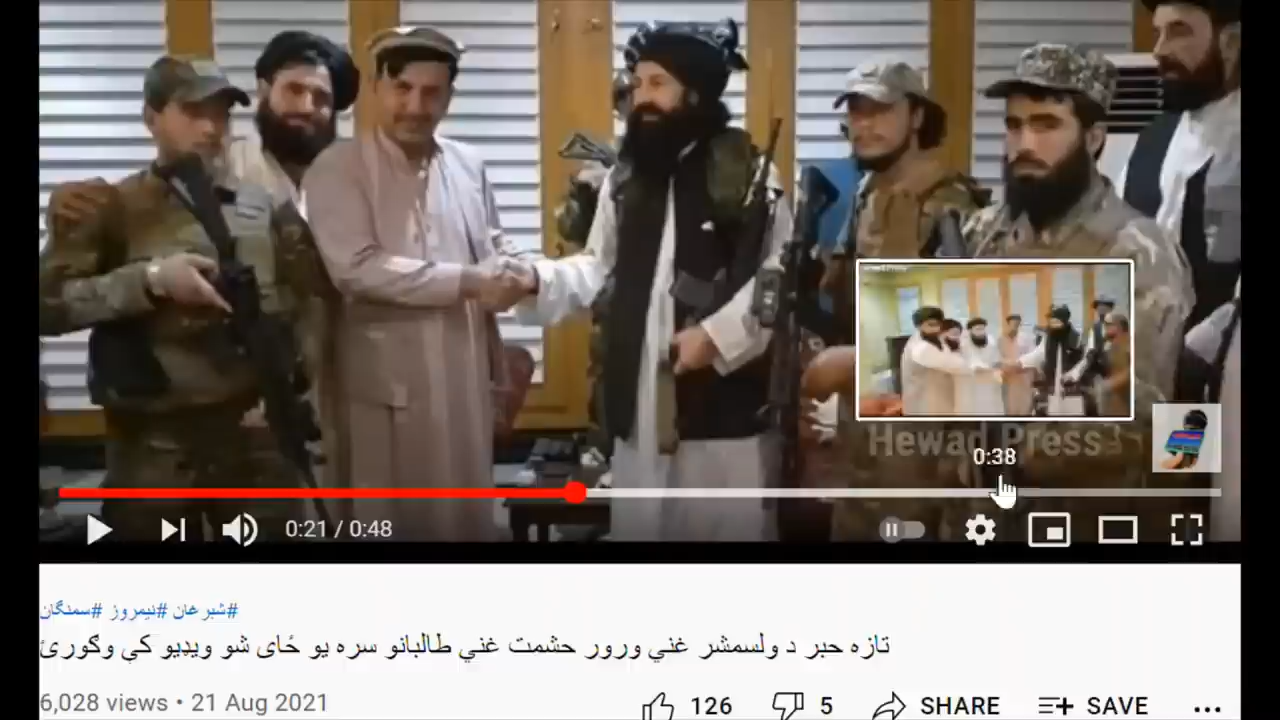 Hewad Press
0:38
0:21 / 0:48
#شبرغان #نیمروز #سمنګان
تازه حبر د ولسمشر غني ورور حشمت غني طالبانو سره یو ځای شو ویډیو کې وګورئ
6,028 views • 21 Aug 2021
126 5 SHARE SAVE